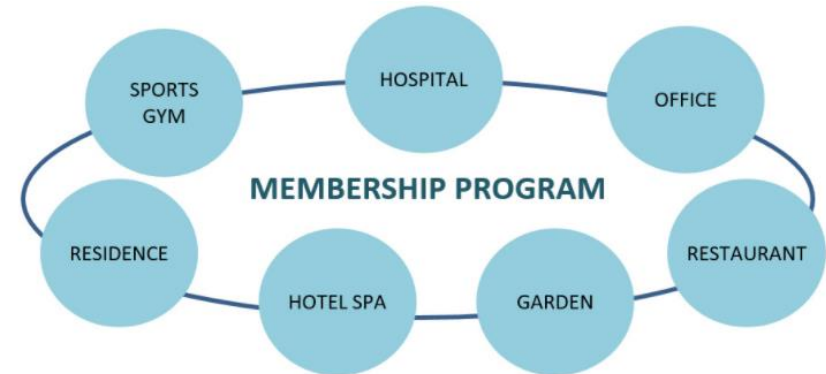 SPORTS
GYM
HOSPITAL
OFFICE
MEMBERSHIP PROGRAM
RESIDENCE
HOTEL SPA
GARDEN
RESTAURANT